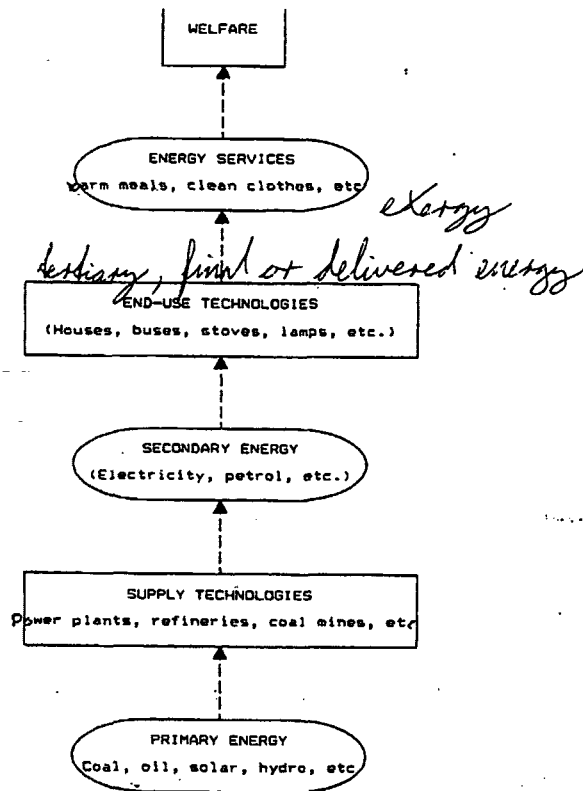 WELFARE
ENERGY SERVICES
warm meals, clean clothes, etc
exergy
tertiary, final or delivered energy
END-USE TECHNOLOGIES
(Houses, buses, stoves, lamps, etc.)
SECONDARY ENERGY
(Electricity, petrol, etc.)
SUPPLY TECHNOLOGIES
Power plants, refineries, coal mines, etc
PRIMARY ENERGY
Coal, oil, solar, hydro, etc